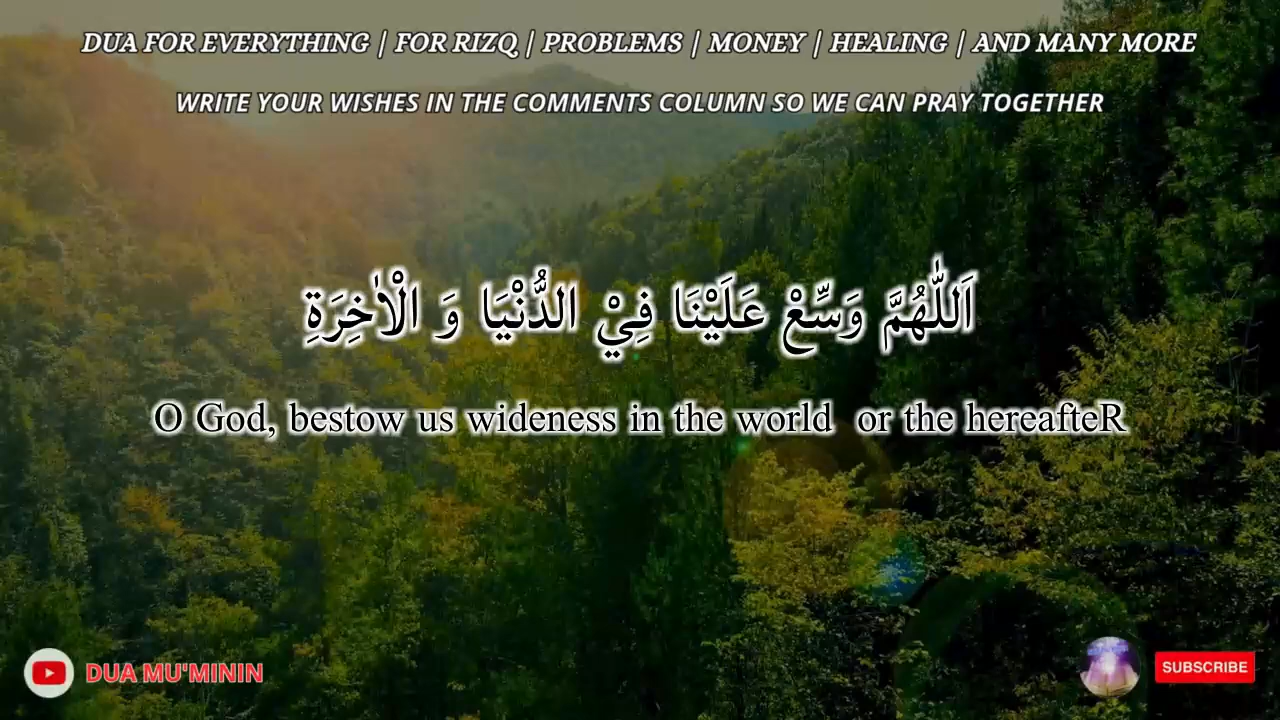 DUA FOR EVERYTHING | FOR RIZQ | PROBLEMS | MONEY | HEALING | AND MANY MORE
WRITE YOUR WISHES IN THE COMMENTS COLUMN SO WE CAN PRAY TOGETHER
اَللّٰهُمَّ وَسِّعْ عَلَيْنَا فِيْ الدُّنْيَا وَ الْاٰخِرَةِ
O God, bestow us wideness in the world or the hereafteR
DUA MU'MININ
SUBSCRIBE